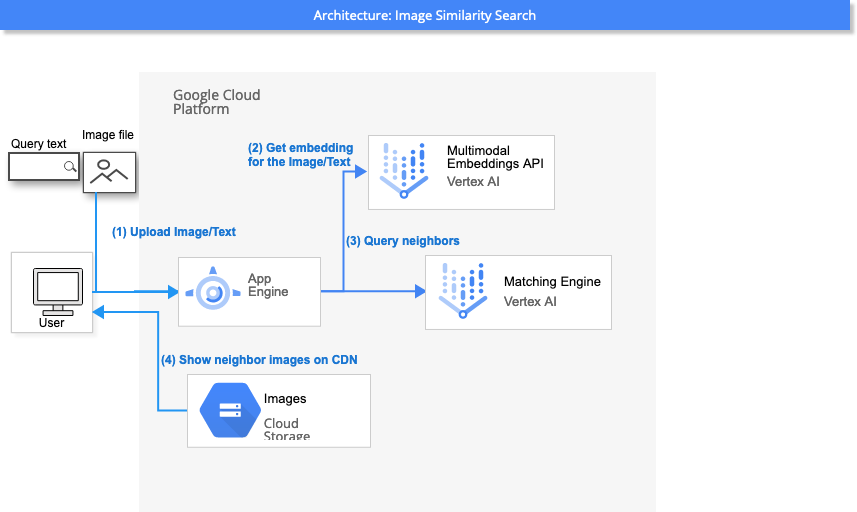 Architecture: Image Similarity Search
Google Cloud
Platform
Image file
Query text
(2) Get embedding
for the Image/Text
Multimodal
Embeddings API
Vertex AI
(1) Upload Image/Text
(3) Query neighbors
App
Engine
Matching Engine
Vertex AI
User
(4) Show neighbor images on CDN
Images
Cloud
Storage